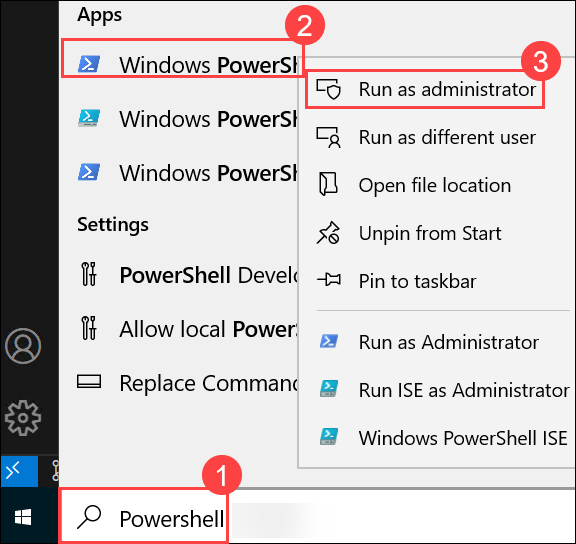 Apps
2
Windows PowerSh
3
Run as administrator
Windows PowerSh
Run as different user
Windows PowerSh
Open file location
Settings
Unpin from Start
PowerShell Develo
Pin to taskbar
Allow local PowerS
Run as Administrator
Replace Command
Run ISE as Administrator
Windows PowerShell ISE
1
Powershell